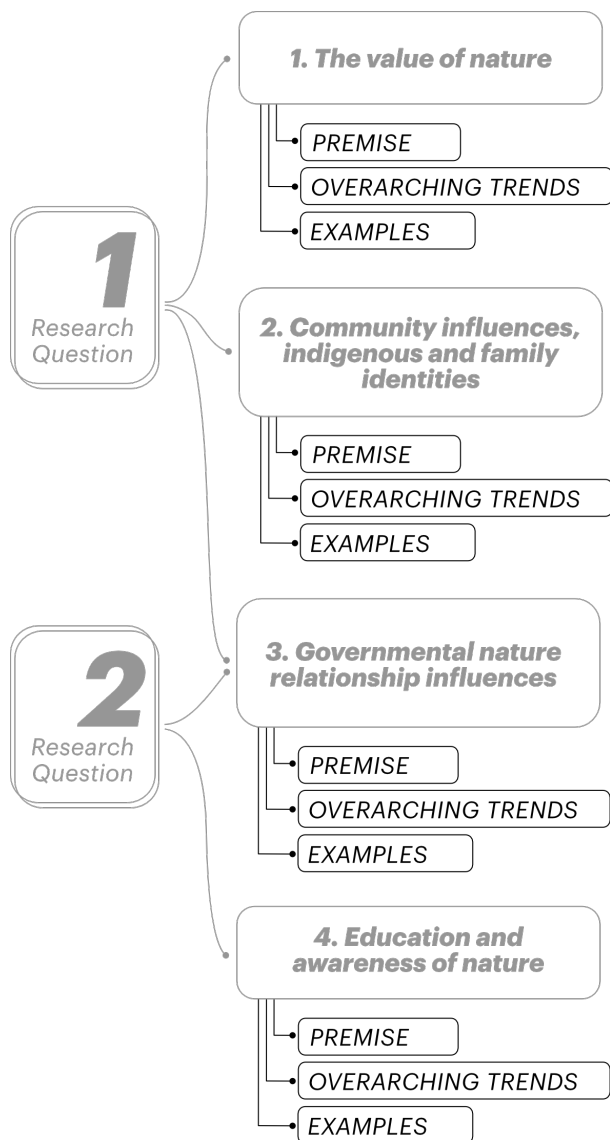 1. The value of nature
PREMISE
OVERARCHING TRENDS
EXAMPLES
1
Research
Question
2. Community influences,
indigenous and family
identities
PREMISE
OVERARCHING TRENDS
EXAMPLES
2
Research
Question
3. Governmental nature
relationship influences
PREMISE
OVERARCHING TRENDS
EXAMPLES
4. Education and
awareness of nature
PREMISE
OVERARCHING TRENDS
EXAMPLES